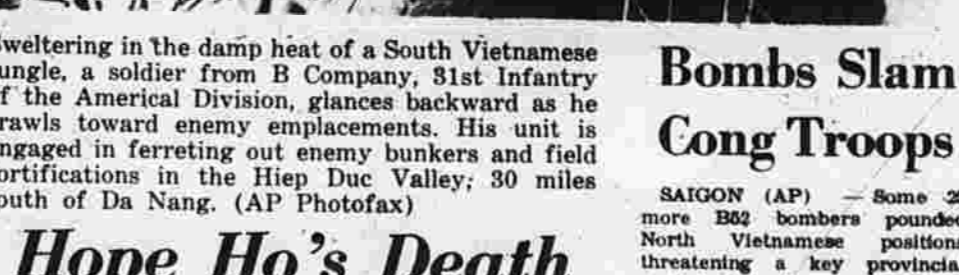 weltering in the damp heat of a South Vietnamese
ungle, a soldier from B Company, 31st Infantry
f the Americal Division, glances backward as he
rawls toward enemy emplacements. His unit is
ngaged in ferreting out enemy bunkers and field
ortifications in the Hiep Duc Valley; 30 miles
outh of Da Nang. (AP Photofax)
Hope Ho's Death
Bombs Slam
Cong Troops
SAIGON (AP) — Some
more B52 bombers pounded
North Vietnamese positions
threatening a key provincia